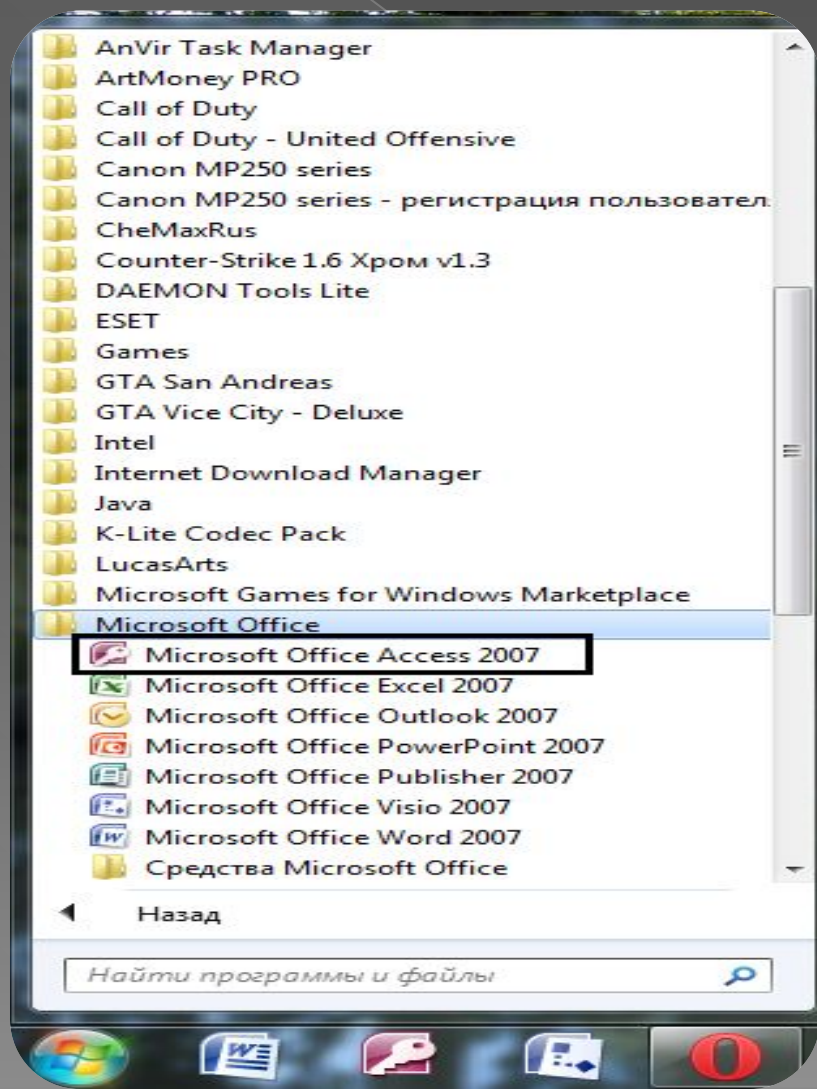 AnVir Task Manager
ArtMoney PRO
Call of Duty
Call of Duty - United Offensive
Canon MP250 series
Canon MP250 series - регистрация пользовател
CheMaxRus
Counter-Strike 1.6 Хром v1.3
DAEMON Tools Lite
ESET
Games
GTA San Andreas
GTA Vice City - Deluxe
Intel
Internet Download Manager
Java
K-Lite Codec Pack
LucasArts
Microsoft Games for Windows Marketplace
Microsoft Office
Microsoft Office Access 2007
Microsoft Office Excel 2007
Microsoft Office Outlook 2007
Microsoft Office PowerPoint 2007
Microsoft Office Publisher 2007
Microsoft Office Visio 2007
Microsoft Office Word 2007
Средства Microsoft Office
Назад
Найти программы и файлы